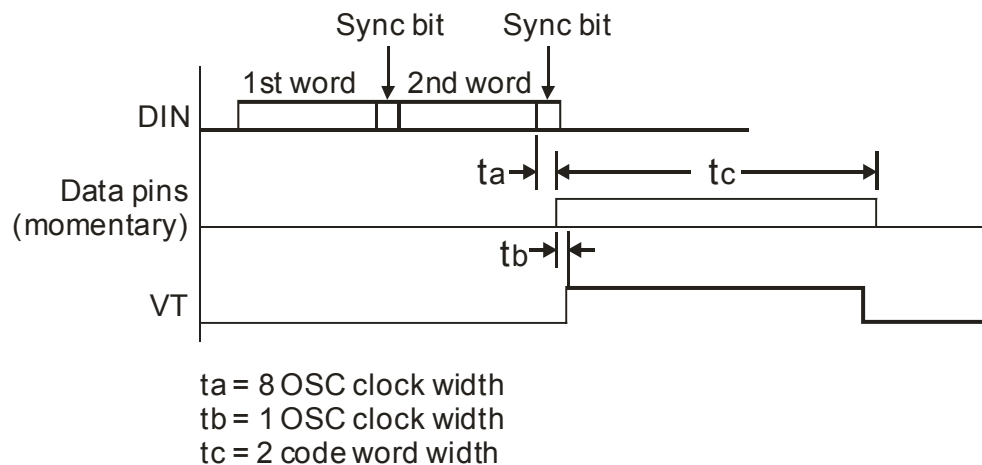 Sync bit Sync bit
1st word 2nd word
DIN
ta tc
Data pins
(momentary)
tb
VT
ta = 8 OSC clock width
tb = 1 OSC clock width
tc = 2 code word width